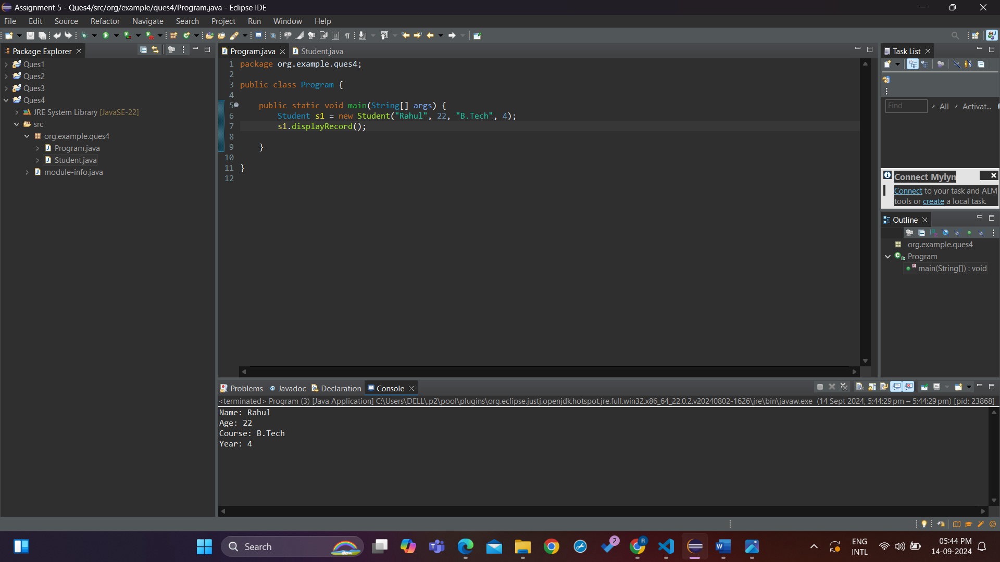 Assignment 5 - Ques4/src/org/example/ques4/Program.java - Eclipse IDE
File Edit Source Refactor Navigate Search Project Run Window Help
Package Explorer
Ques1
Ques2
Ques3
Ques4
JRE System Library [JavaSE-22]
src
org.example.ques4
Program.java
Student.java
module-info.java
Program.java Student.java
1 package org.example.ques4;
2
3 public class Program {
4
5 public static void main(String[] args) {
6 Student s1 = new Student("Rahul", 22, "B.Tech", 4);
7 s1.displayRecord();
8
9 }
10
11 }
12
Task List
Find All Activat...
Connect Mylyn
Connect to your task and ALM
tools or create a local task.
Outline
org.example.ques4
Program
main(String[]) : void
Problems Javadoc Declaration Console
<terminated> Program (3) [Java Application] C:\Users\DELL\.p2\pool\plugins\org.eclipse.justj.openjdk.hotspot.jre.full.win32.x86_64_22.0.2.v20240802-1626\jre\bin\javaw.exe (14 Sept 2024, 5:44:29 pm – 5:44:29 pm) [pid: 23868]
Name: Rahul
Age: 22
Course: B.Tech
Year: 4
Search
2
R
W
ENG
INTL
05:44 PM
14-09-2024